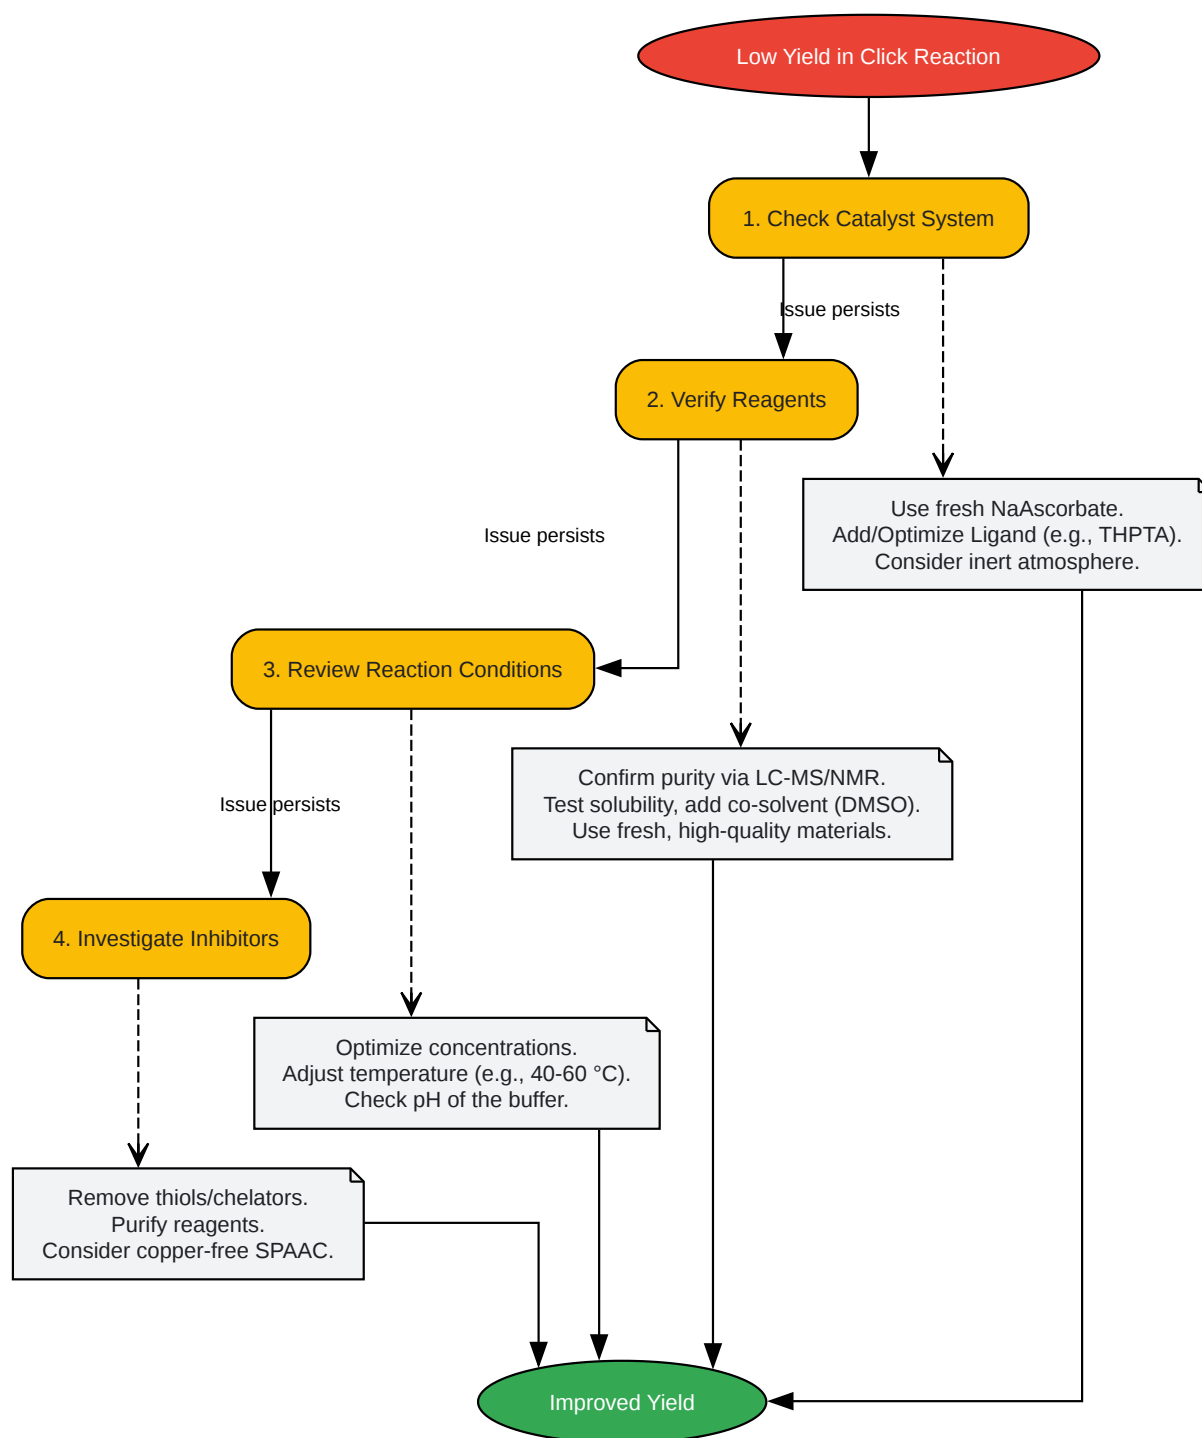 Low Yield in Click Reaction
1. Check Catalyst System
Issue persists
2. Verify Reagents
Use fresh NaAscorbate.
Add/Optimize Ligand (e.g., THPTA).
Consider inert atmosphere.
Issue persists
3. Review Reaction Conditions
Confirm purity via LC-MS/NMR.
Test solubility, add co-solvent (DMSO).
Use fresh, high-quality materials.
Issue persists
4. Investigate Inhibitors
Optimize concentrations.
Adjust temperature (e.g., 40-60 °C).
Check pH of the buffer.
Remove thiols/chelators.
Purify reagents.
Consider copper-free SPAAC.
Improved Yield